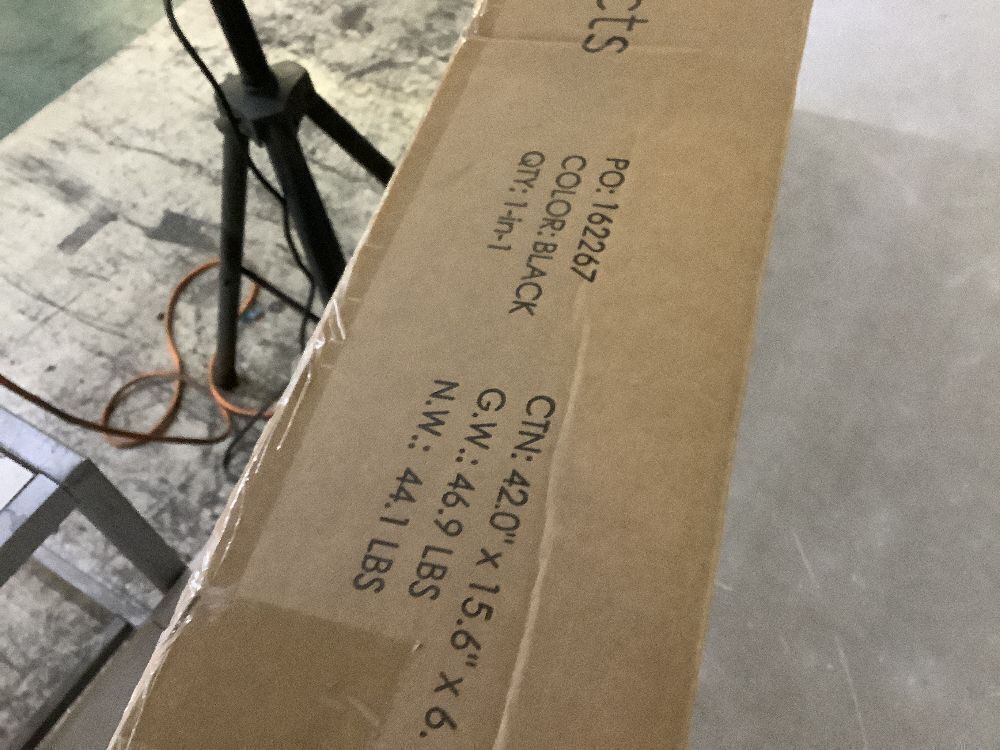 cts
PO: 162267
COLOR: BLACK
QTY: 1-in-1
CTN: 42.0" x 15.6" x 6.
G.W.: 46.9 LBS
N.W.: 44.1 LBS